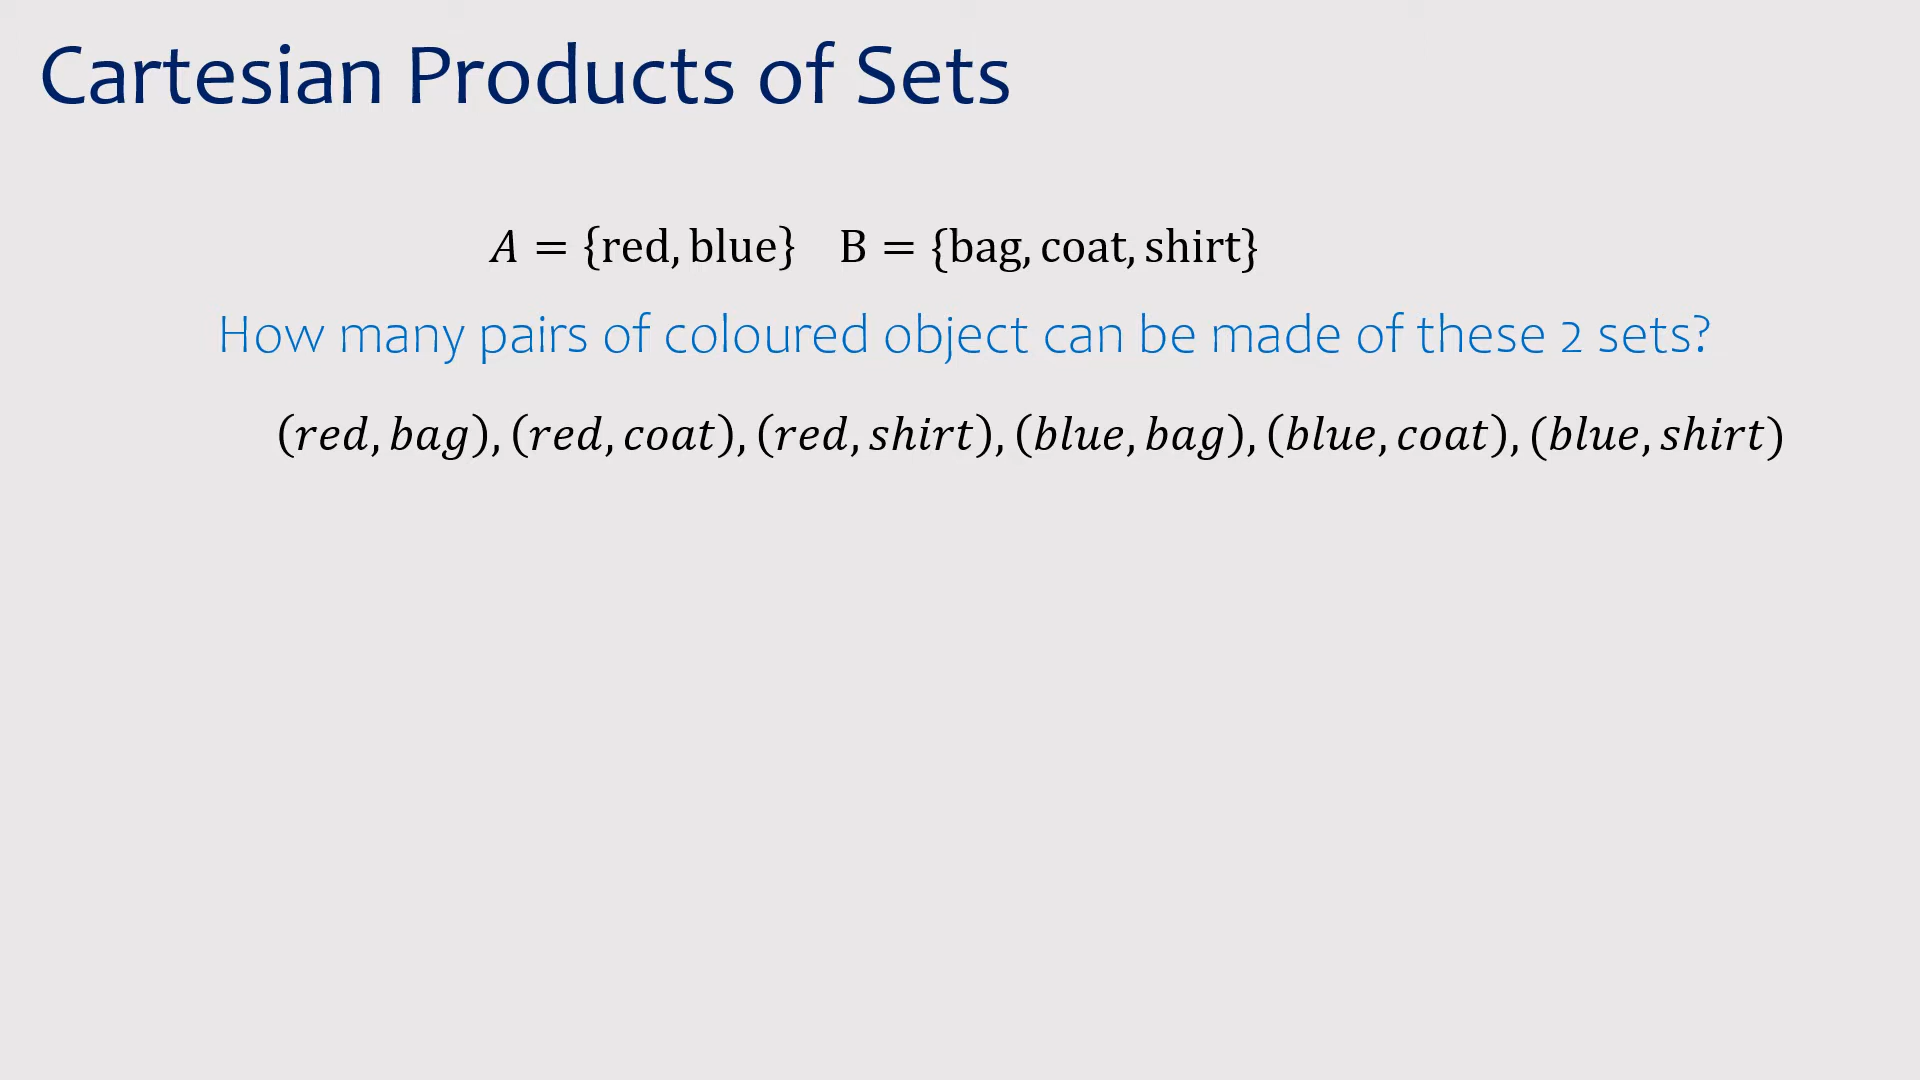 Cartesian Products of Sets
A = {red, blue} B = {bag, coat, shirt}
How many pairs of coloured object can be made of these 2 sets?
(red, bag), (red, coat), (red, shirt), (blue, bag), (blue, coat), (blue, shirt)